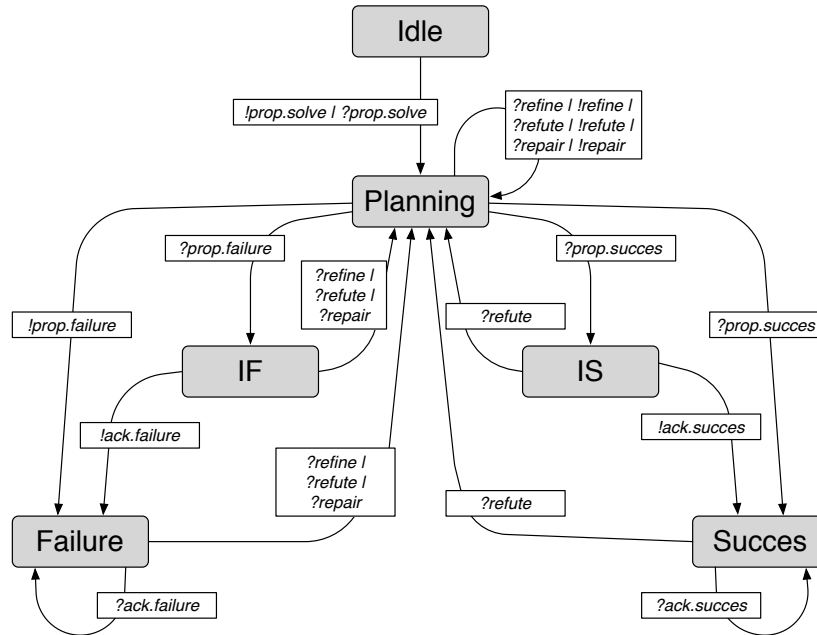 Idle
!prop.solve | ?prop.solve
?refine | !refine |
?refute | !refute |
?repair | !repair
Planning
?prop.failure
?prop.succes
?refine |
?refute |
?repair
!prop.failure
?refute
?prop.succes
IF
IS
!ack.failure
!ack.succes
?refine |
?refute |
?repair
?refute
Failure
Succes
?ack.failure
?ack.succes